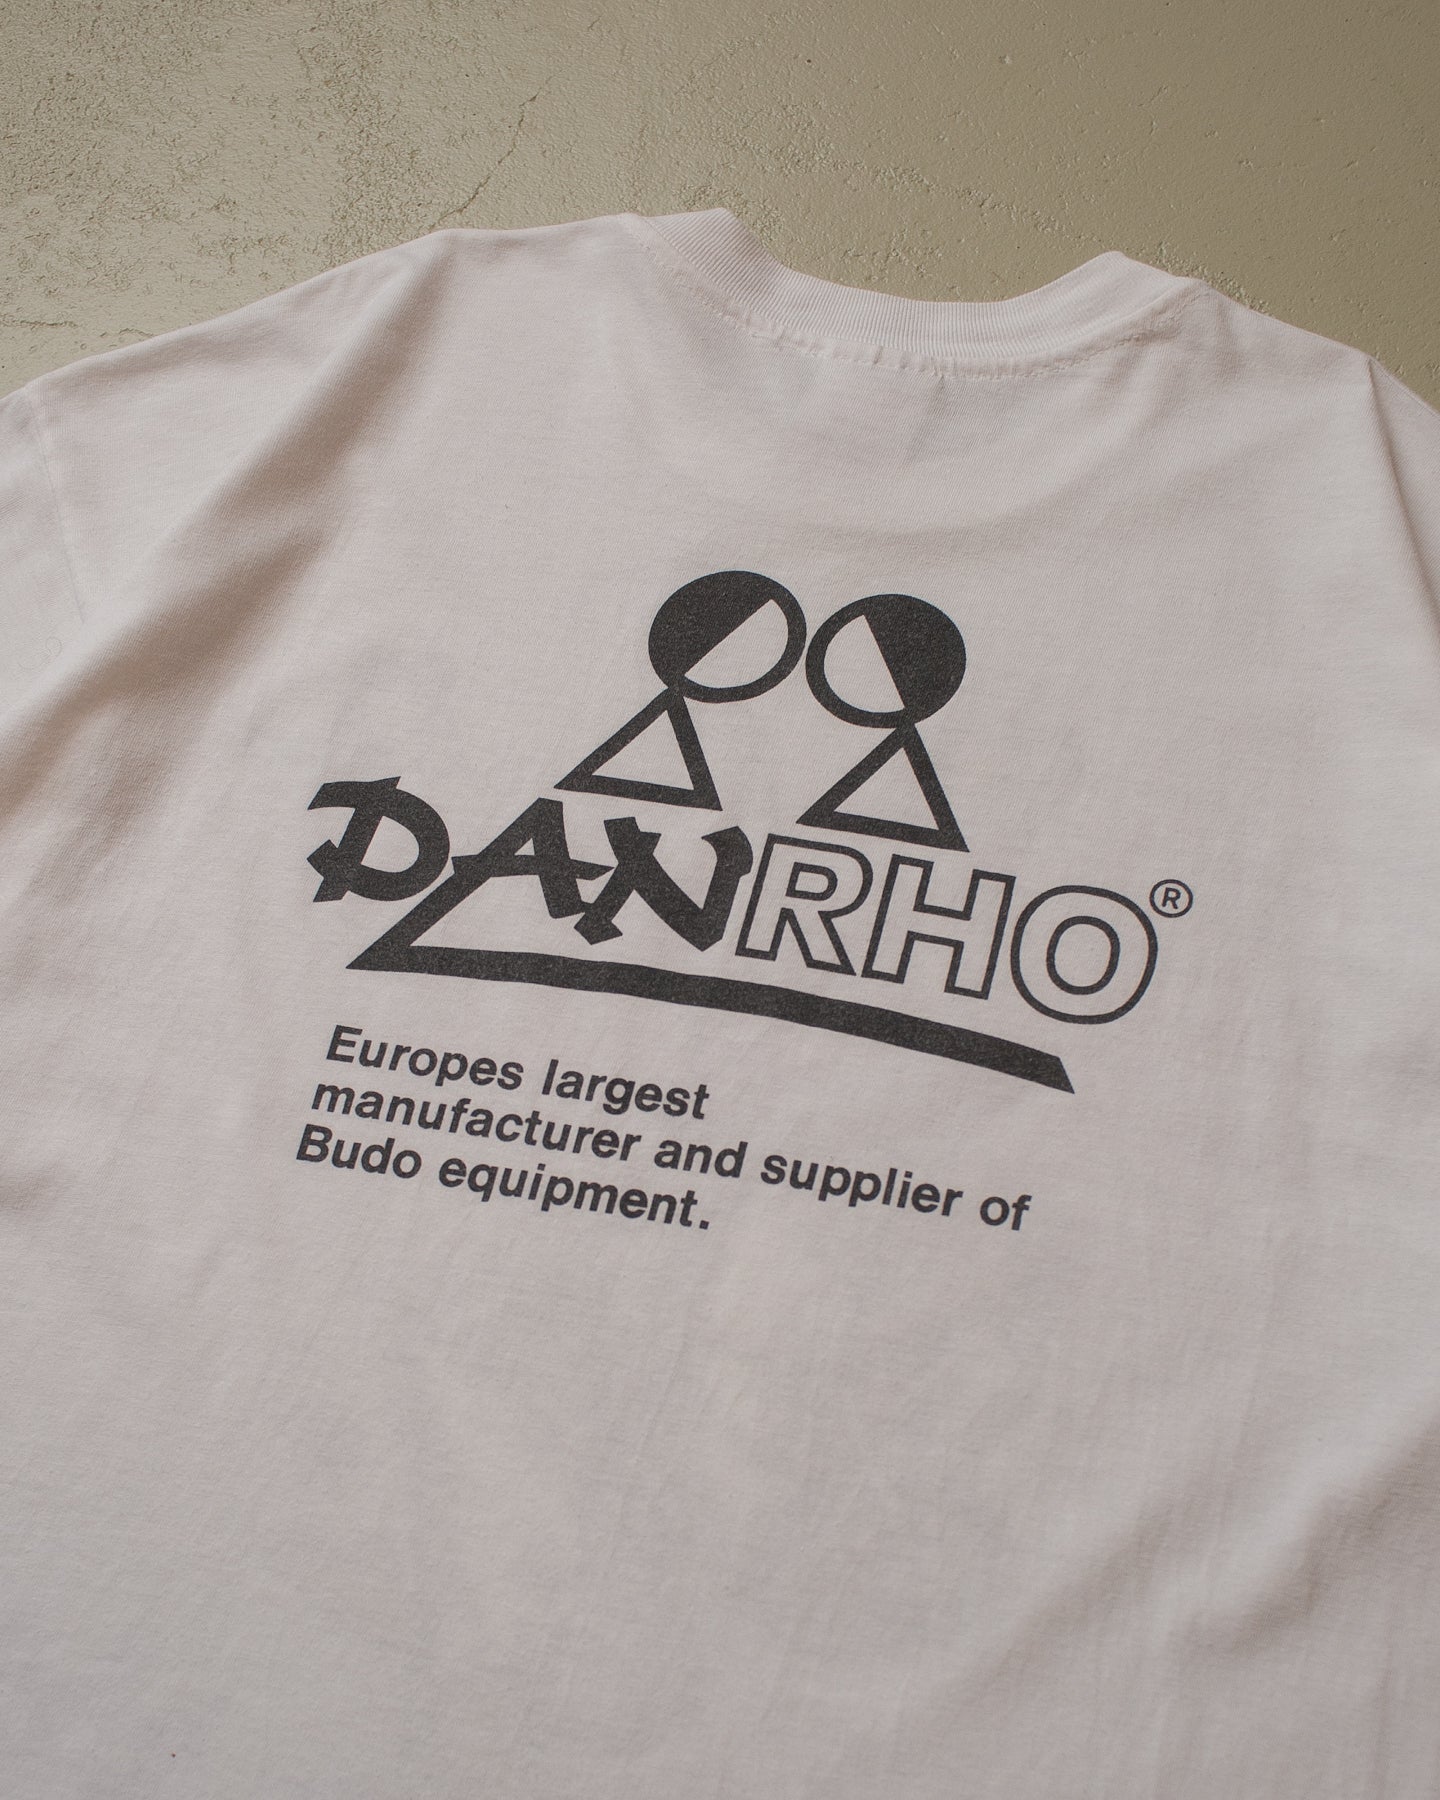 DANRHO®
Europes largest
manufacturer and supplier of
Budo equipment.